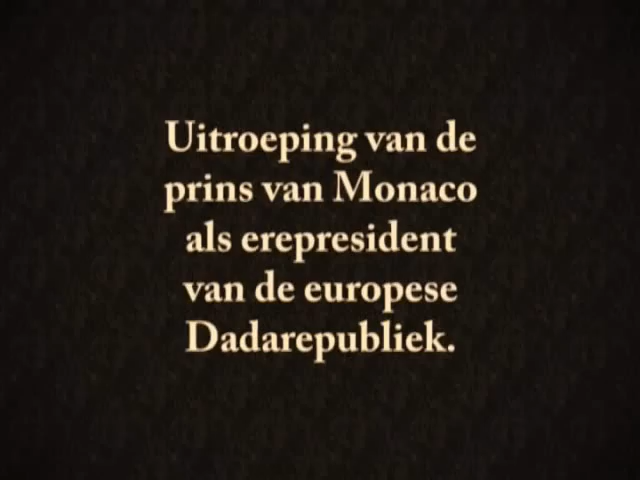 Uitroeping van de
prins van Monaco
als erepresident
van de europese
Dadarepubliek.